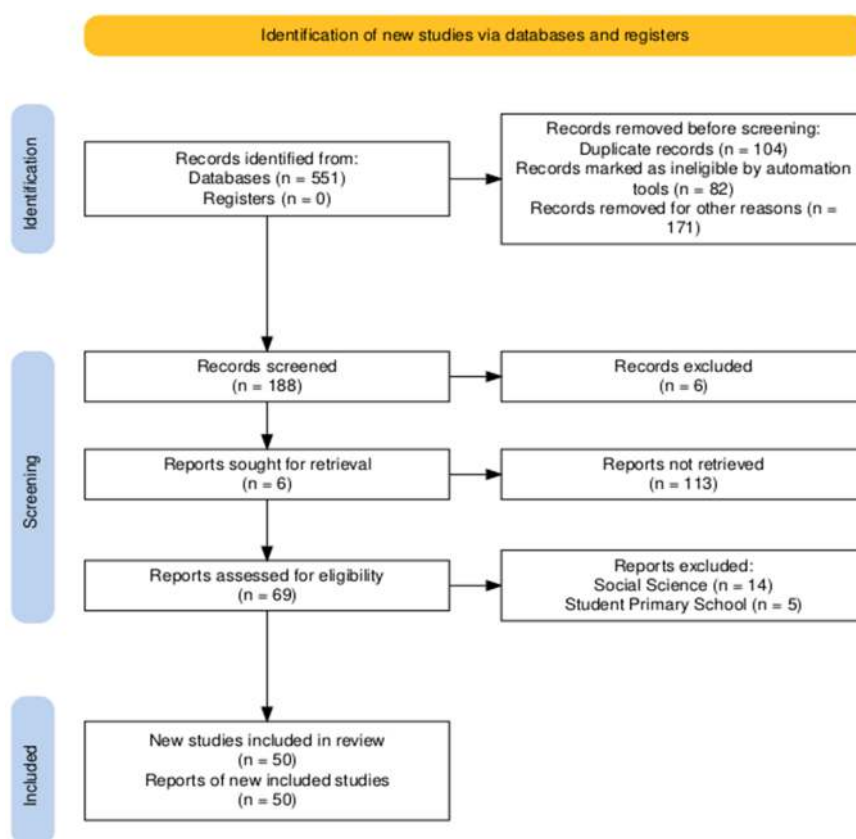 Identification of new studies via databases and registers
Identification
Records identified from:
Databases (n = 551)
Registers (n = 0)
Records removed before screening:
Duplicate records (n = 104)
Records marked as ineligible by automation
tools (n = 82)
Records removed for other reasons (n =
171)
Screening
Records screened
(n = 188)
Records excluded
(n = 6)
Reports sought for retrieval
(n = 6)
Reports not retrieved
(n = 113)
Reports assessed for eligibility
(n = 69)
Reports excluded:
Social Science (n = 14)
Student Primary School (n = 5)
Included
New studies included in review
(n = 50)
Reports of new included studies
(n = 50)